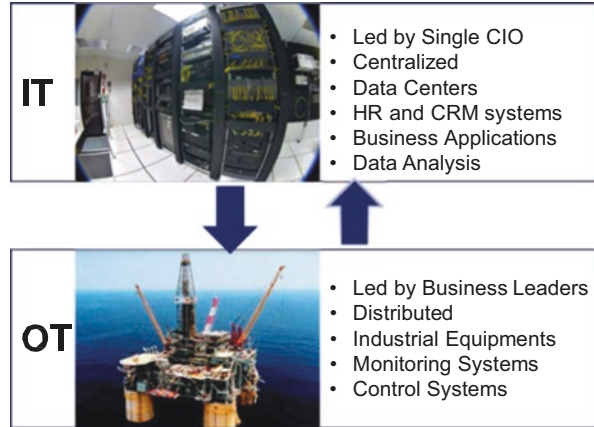 IT
• Led by Single CIO
• Centralized
• Data Centers
• HR and CRM systems
• Business Applications
• Data Analysis
OT
• Led by Business Leaders
• Distributed
• Industrial Equipments
• Monitoring Systems
• Control Systems